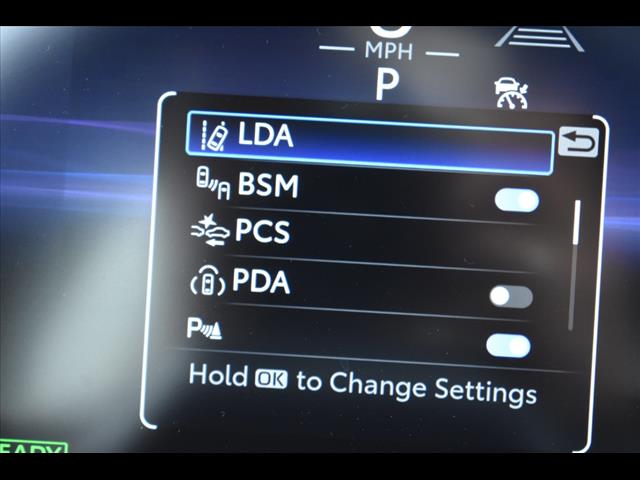 MPH
P
LDA
BSM
PCS
PDA
P
Hold OK to Change Settings